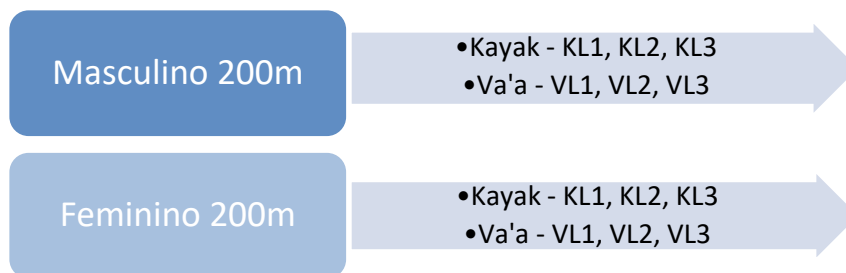 Masculino 200m
•Kayak - KL1, KL2, KL3
•Va'a - VL1, VL2, VL3
Feminino 200m
•Kayak - KL1, KL2, KL3
•Va'a - VL1, VL2, VL3